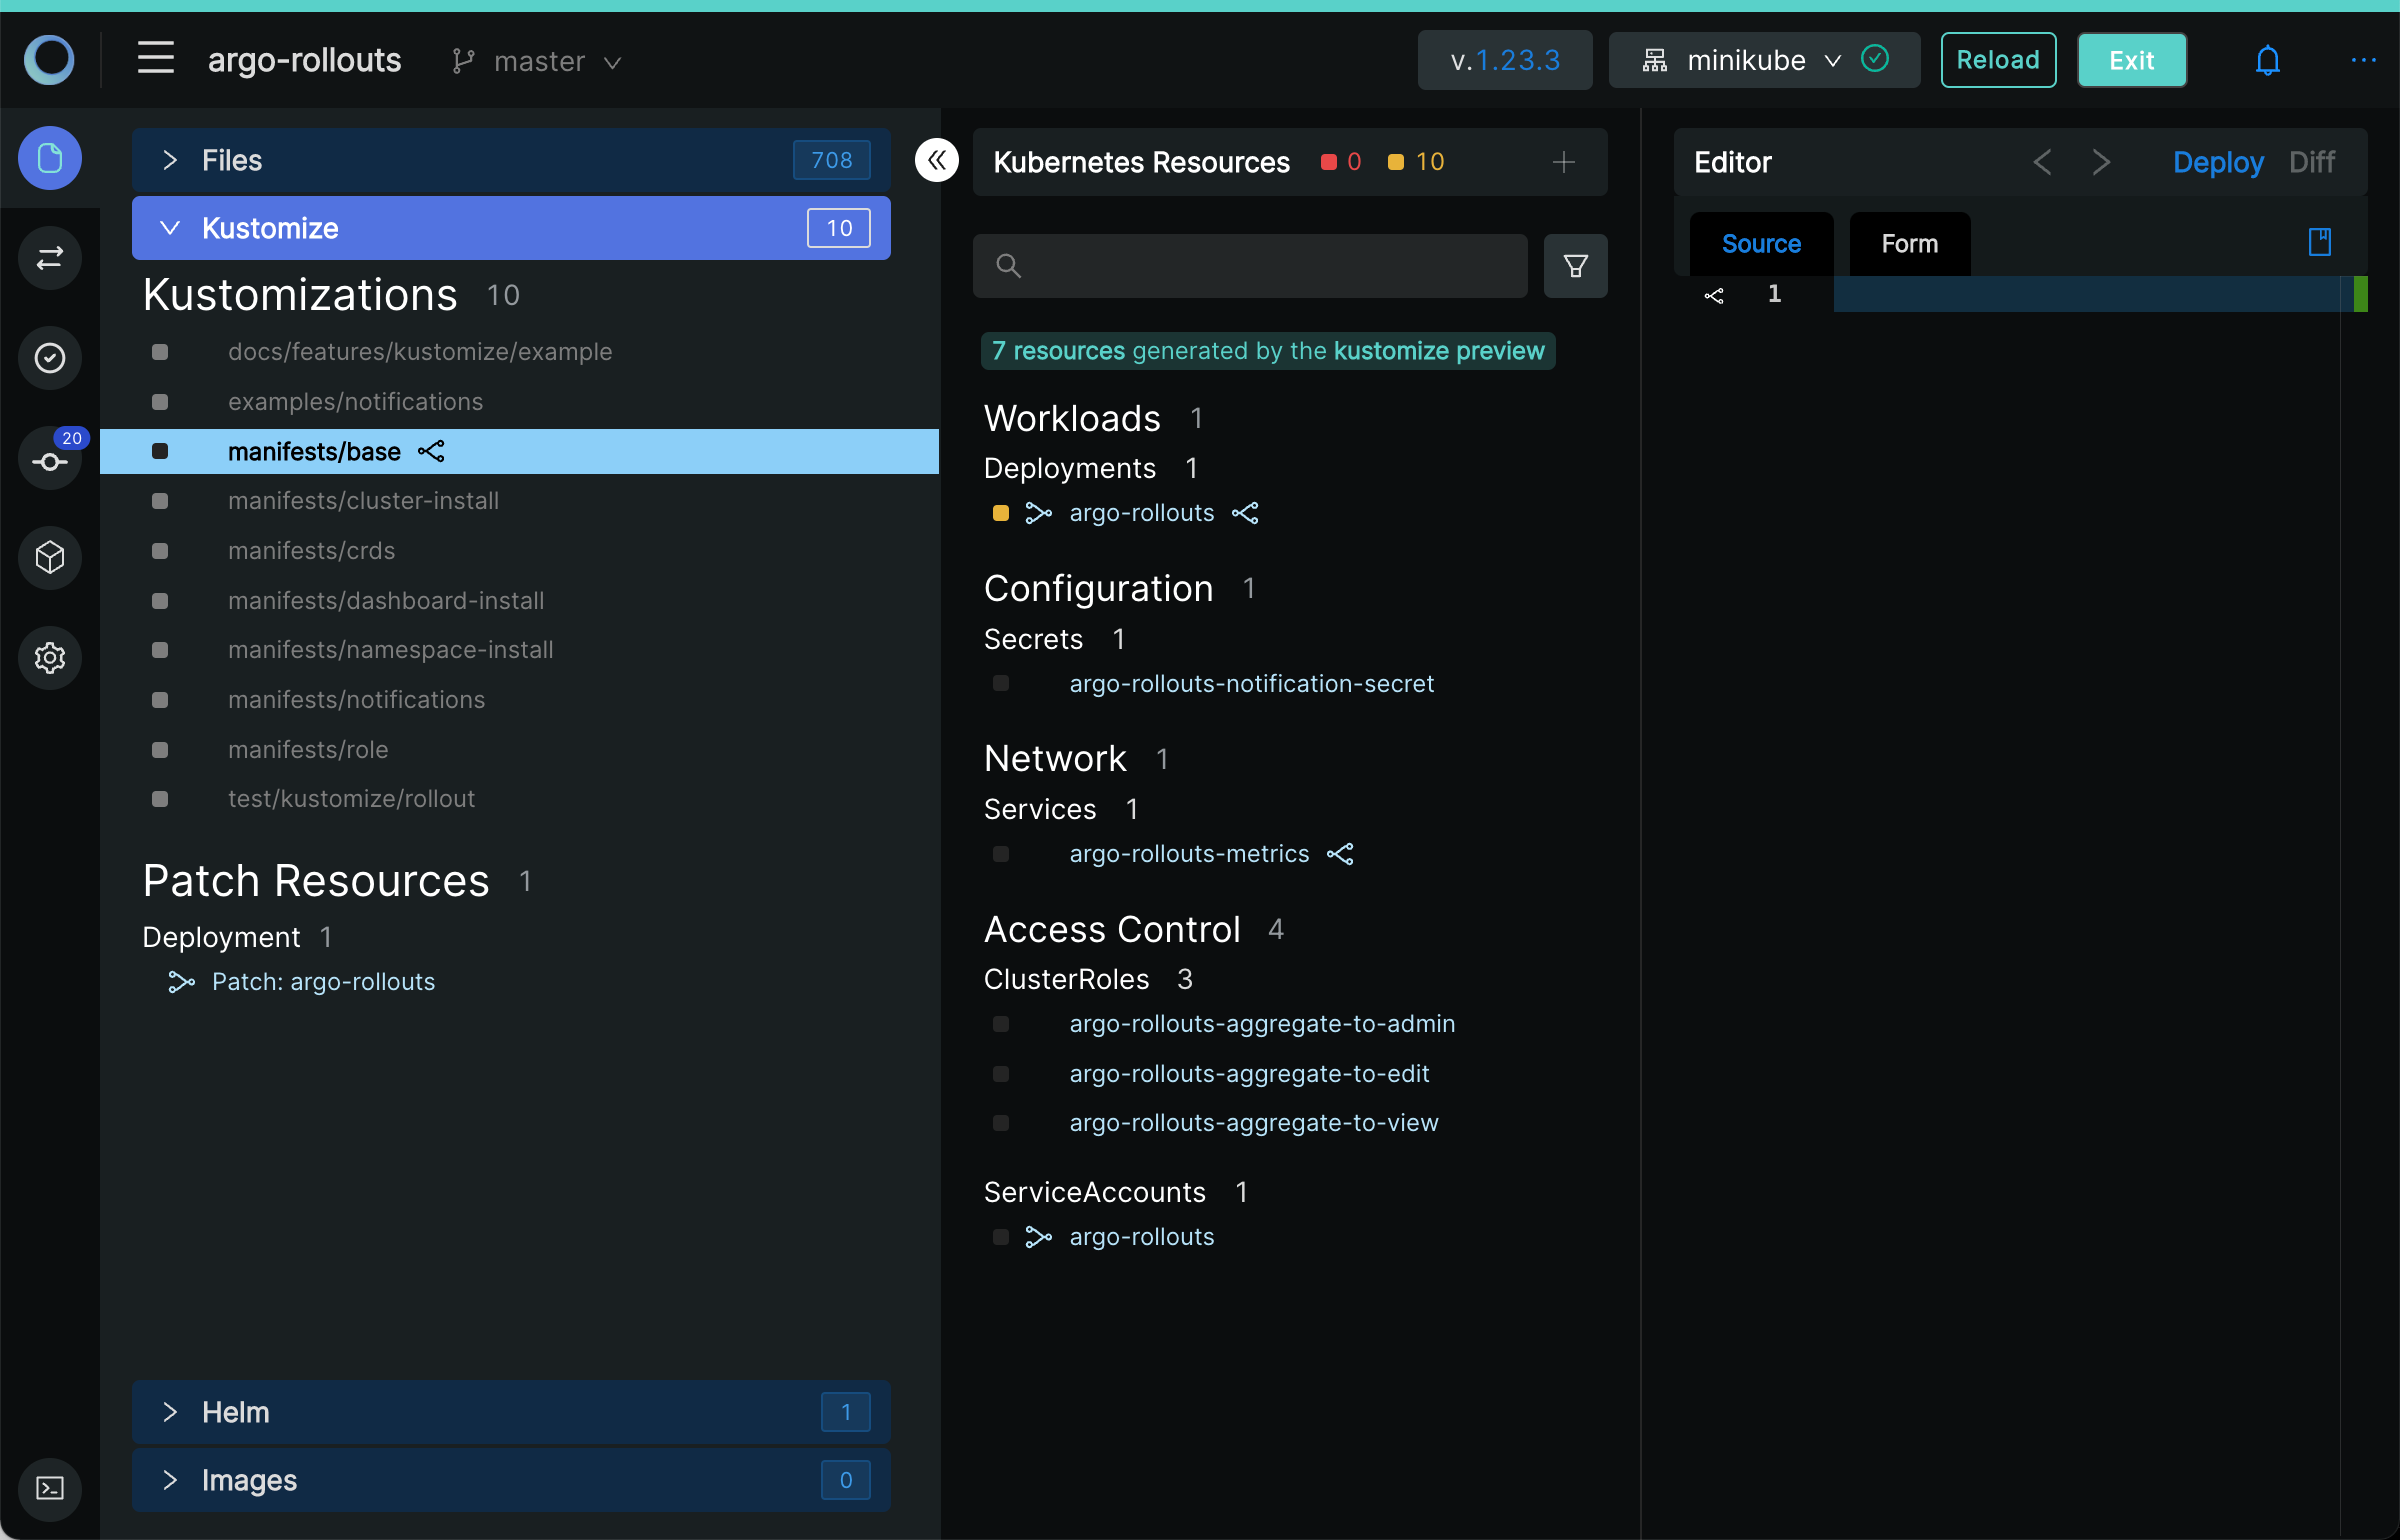 argo-rollouts master v.1.23.3 minikube Reload Exit
Files 708
Kustomize 10
Kustomizations 10
docs/features/kustomize/example
examples/notifications
manifests/base
20
manifests/cluster-install
manifests/crds
manifests/dashboard-install
manifests/namespace-install
manifests/notifications
manifests/role
test/kustomize/rollout
Patch Resources 1
Deployment 1
Patch: argo-rollouts
Helm 1
Images 0
Kubernetes Resources 0 10
7 resources generated by the kustomize preview
Workloads 1
Deployments 1
argo-rollouts
Configuration 1
Secrets 1
argo-rollouts-notification-secret
Network 1
Services 1
argo-rollouts-metrics
Access Control 4
ClusterRoles 3
argo-rollouts-aggregate-to-admin
argo-rollouts-aggregate-to-edit
argo-rollouts-aggregate-to-view
ServiceAccounts 1
argo-rollouts
Editor Deploy Diff
Source Form
1